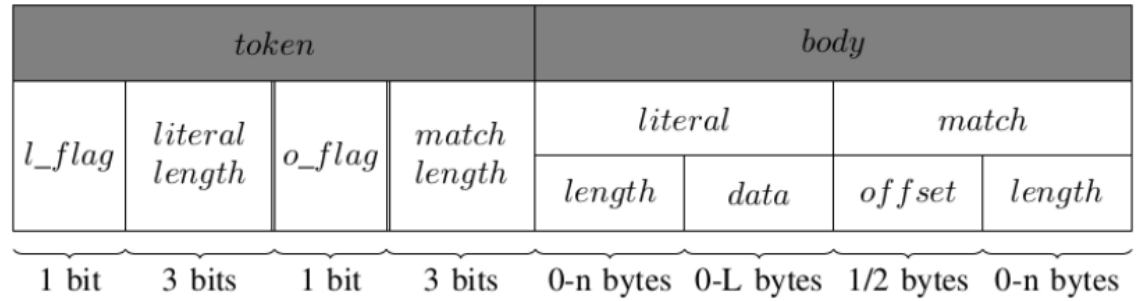 token body
l_flag literal length o_flag match length literal match
length data offset length
1 bit 3 bits 1 bit 3 bits 0-n bytes 0-L bytes 1/2 bytes 0-n bytes